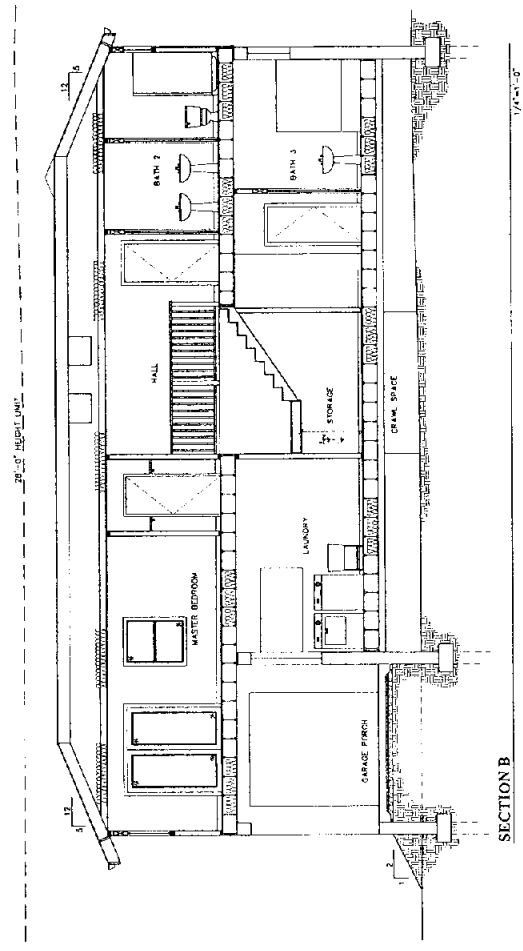 28'-0" HEIGHT LIMIT
12
5
12
5
MASTER BEDROOM
HALL
BATH 2
GARAGE PORCH
LAUNDRY
STORAGE
BATH 3
CRAWL SPACE
2
1
SECTION B
1/4"=1'-0"